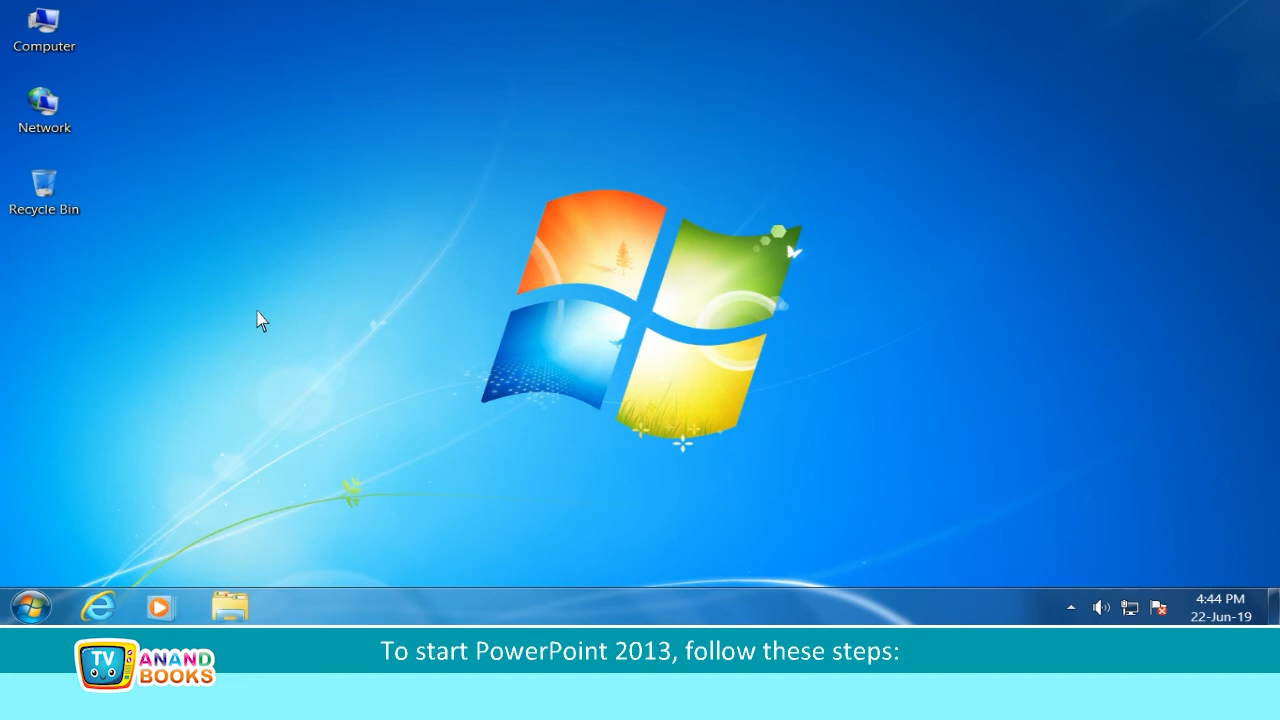 Computer
Network
Recycle Bin
4:44 PM
22-Jun-19
To start PowerPoint 2013, follow these steps:
TV
ANAND
BOOKS